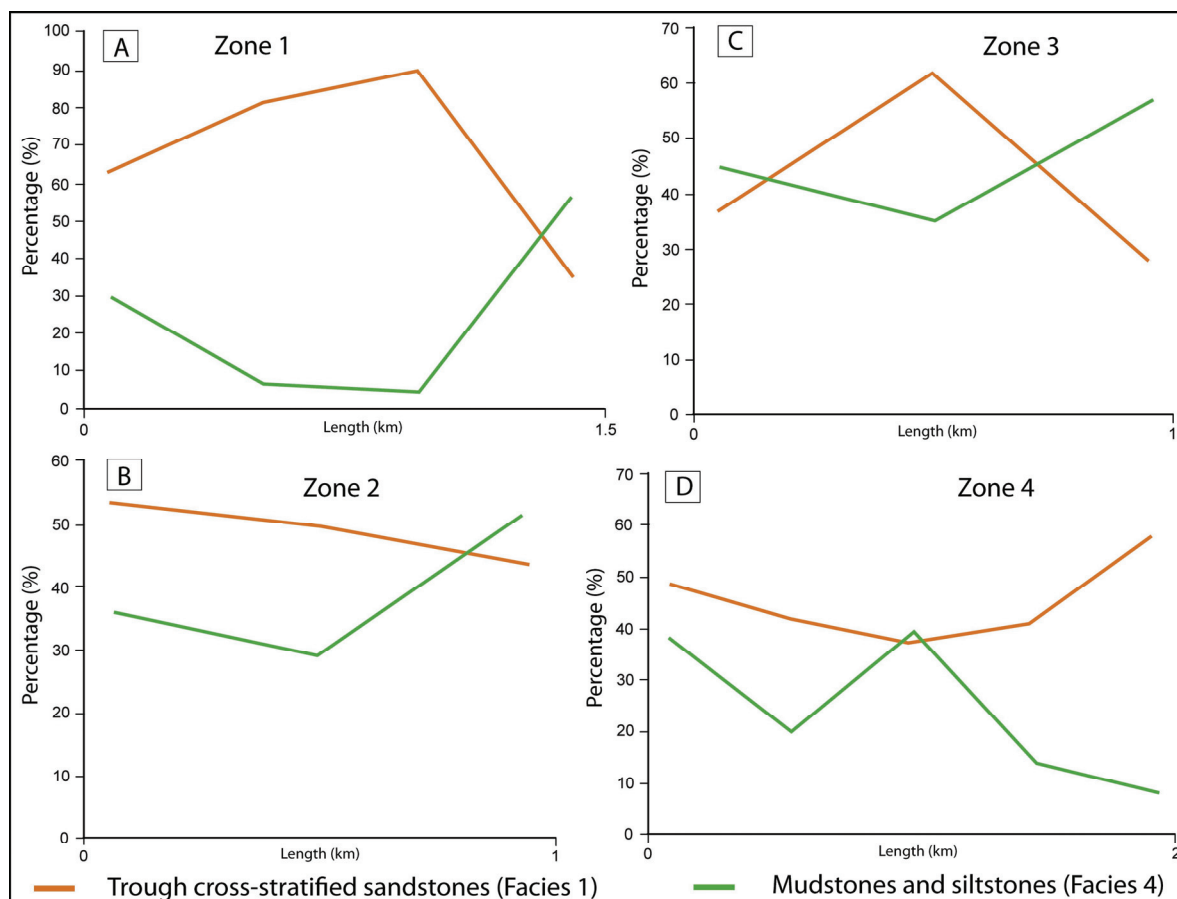 A
Zone 1
Percentage (%)
100
90
80
70
60
50
40
30
20
10
0
0
Length (km)
1.5
C
Zone 3
Percentage (%)
70
60
50
40
30
20
10
0
0
Length (km)
1
B
Zone 2
Percentage (%)
60
50
40
30
20
10
0
0
Length (km)
1
D
Zone 4
Percentage (%)
70
60
50
40
30
20
10
0
0
Length (km)
2
Trough cross-stratified sandstones (Facies 1)
Mudstones and siltstones (Facies 4)